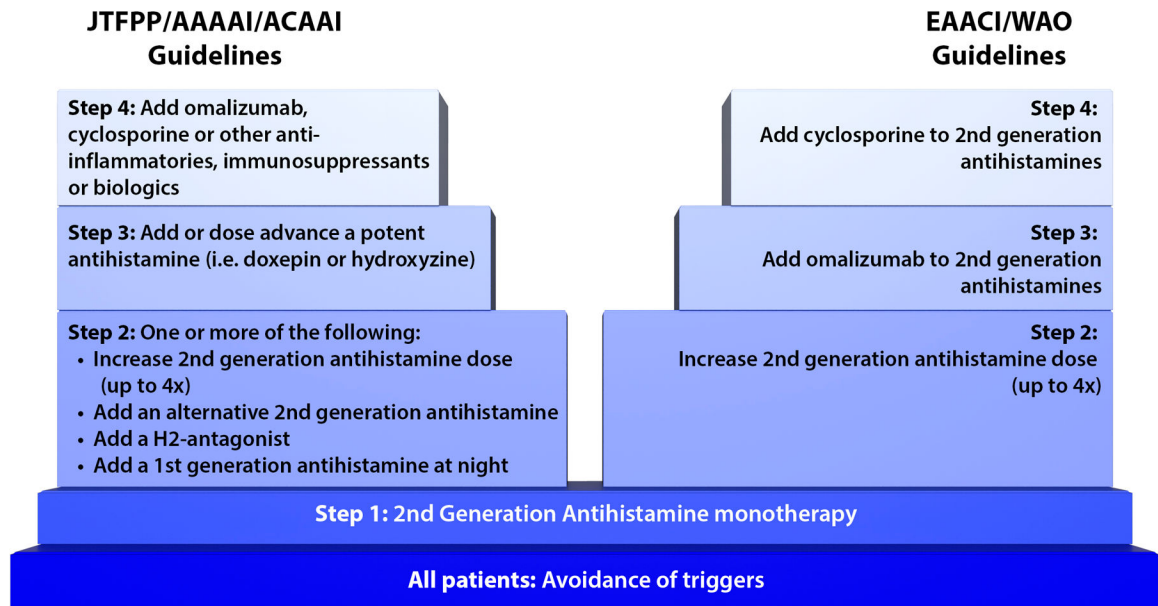 JTFPP/AAAAI/ACAAI
Guidelines
Step 4: Add omalizumab,
cyclosporine or other anti-
inflammatories, immunosuppressants
or biologics
Step 3: Add or dose advance a potent
antihistamine (i.e. doxepin or hydroxyzine)
Step 2: One or more of the following:
• Increase 2nd generation antihistamine dose
(up to 4x)
• Add an alternative 2nd generation antihistamine
• Add a H2-antagonist
• Add a 1st generation antihistamine at night
EAACI/WAO
Guidelines
Step 4:
Add cyclosporine to 2nd generation
antihistamines
Step 3:
Add omalizumab to 2nd generation
antihistamines
Step 2:
Increase 2nd generation antihistamine dose
(up to 4x)
Step 1: 2nd Generation Antihistamine monotherapy
All patients: Avoidance of triggers